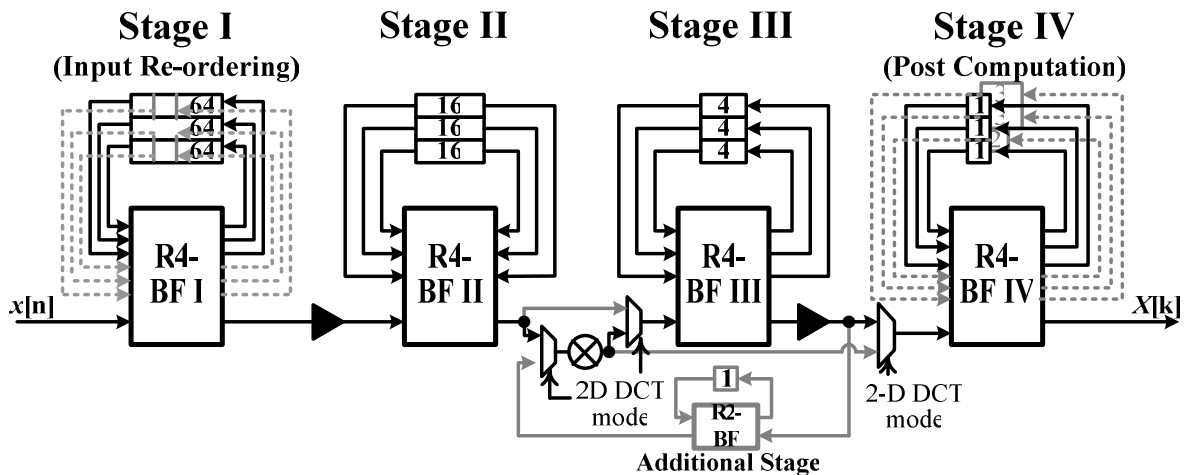 Stage I
Stage II
Stage III
Stage IV
(Input Re-ordering)
(Post Computation)
64
64
64
16
16
16
4
4
4
1
1
1
2
R4-
BF I
R4-
BF II
R4-
BF III
R4-
BF IV
x[n]
X[k]
2D DCT
mode
1
R2-
BF
2-D DCT
mode
Additional Stage